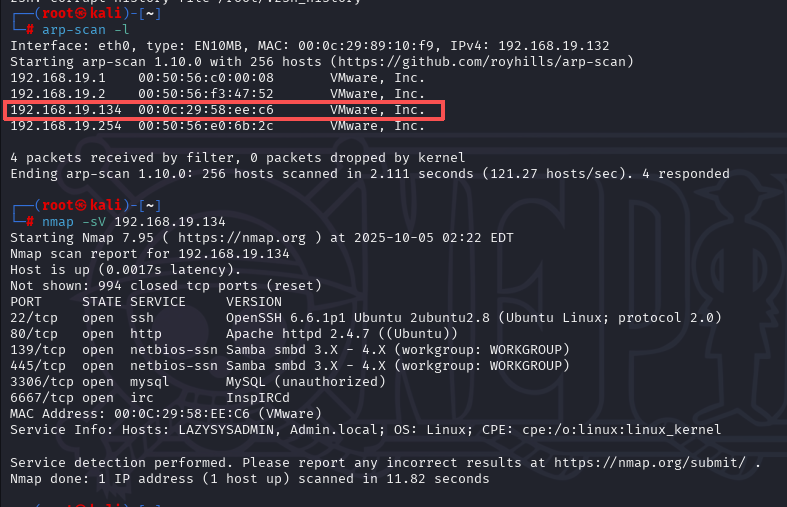 ┌──(root㉿kali)-[~]
└─# arp-scan -l
Interface: eth0, type: EN10MB, MAC: 00:0c:29:89:10:f9, IPv4: 192.168.19.132
Starting arp-scan 1.10.0 with 256 hosts (https://github.com/royhills/arp-scan)
192.168.19.1    00:50:56:c0:00:08       VMware, Inc.
192.168.19.2    00:50:56:f3:47:52       VMware, Inc.
192.168.19.134  00:0c:29:58:ee:c6       VMware, Inc.
192.168.19.254  00:50:56:e0:6b:2c       VMware, Inc.
4 packets received by filter, 0 packets dropped by kernel
Ending arp-scan 1.10.0: 256 hosts scanned in 2.111 seconds (121.27 hosts/sec). 4 responded
┌──(root㉿kali)-[~]
└─# nmap -sV 192.168.19.134
Starting Nmap 7.95 ( https://nmap.org ) at 2025-10-05 02:22 EDT
Nmap scan report for 192.168.19.134
Host is up (0.0017s latency).
Not shown: 994 closed tcp ports (reset)
PORT     STATE SERVICE     VERSION
22/tcp   open  ssh         OpenSSH 6.6.1p1 Ubuntu 2ubuntu2.8 (Ubuntu Linux; protocol 2.0)
80/tcp   open  http        Apache httpd 2.4.7 ((Ubuntu))
139/tcp  open  netbios-ssn Samba smbd 3.X - 4.X (workgroup: WORKGROUP)
445/tcp  open  netbios-ssn Samba smbd 3.X - 4.X (workgroup: WORKGROUP)
3306/tcp open  mysql       MySQL (unauthorized)
6667/tcp open  irc         InspIRCd
MAC Address: 00:0C:29:58:EE:C6 (VMware)
Service Info: Hosts: LAZYSYSADMIN, Admin.local; OS: Linux; CPE: cpe:/o:linux:linux_kernel
Service detection performed. Please report any incorrect results at https://nmap.org/submit/ .
Nmap done: 1 IP address (1 host up) scanned in 11.82 seconds